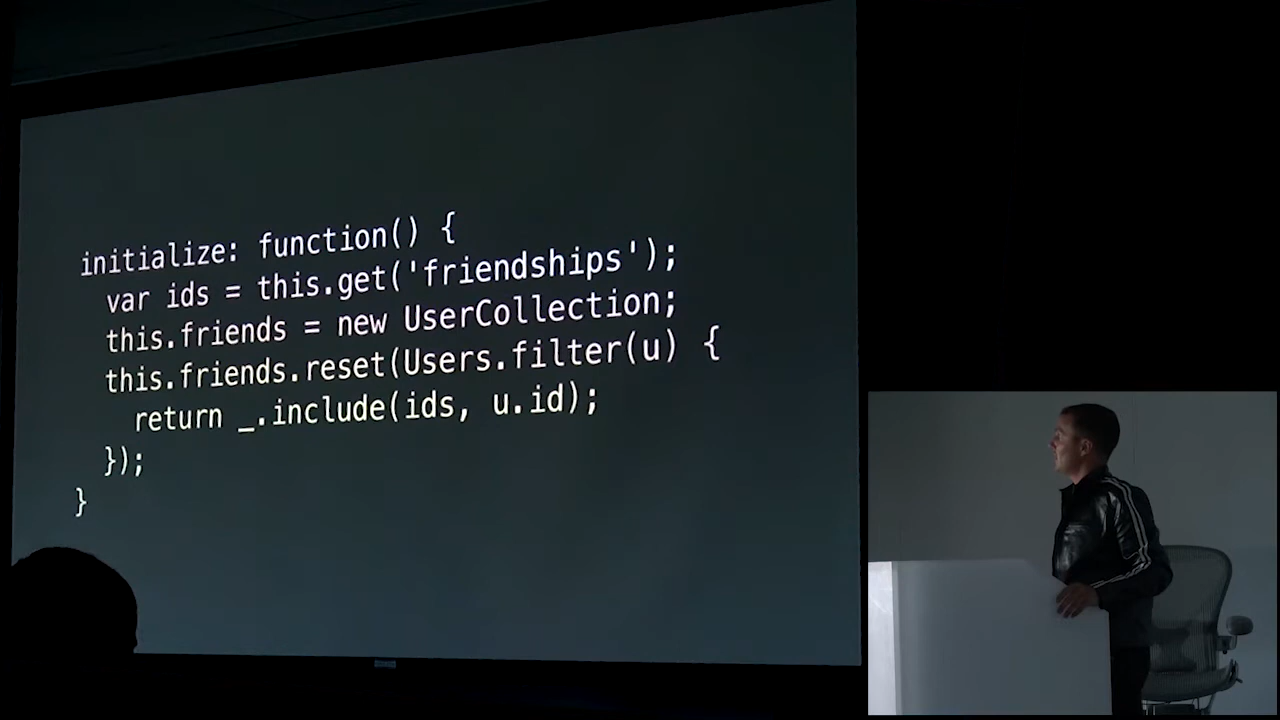 initialize: function() {
var ids = this.get('friendships');
this.friends = new UserCollection;
this.friends.reset(Users.filter(u) {
return _.include(ids, u.id);
});
}